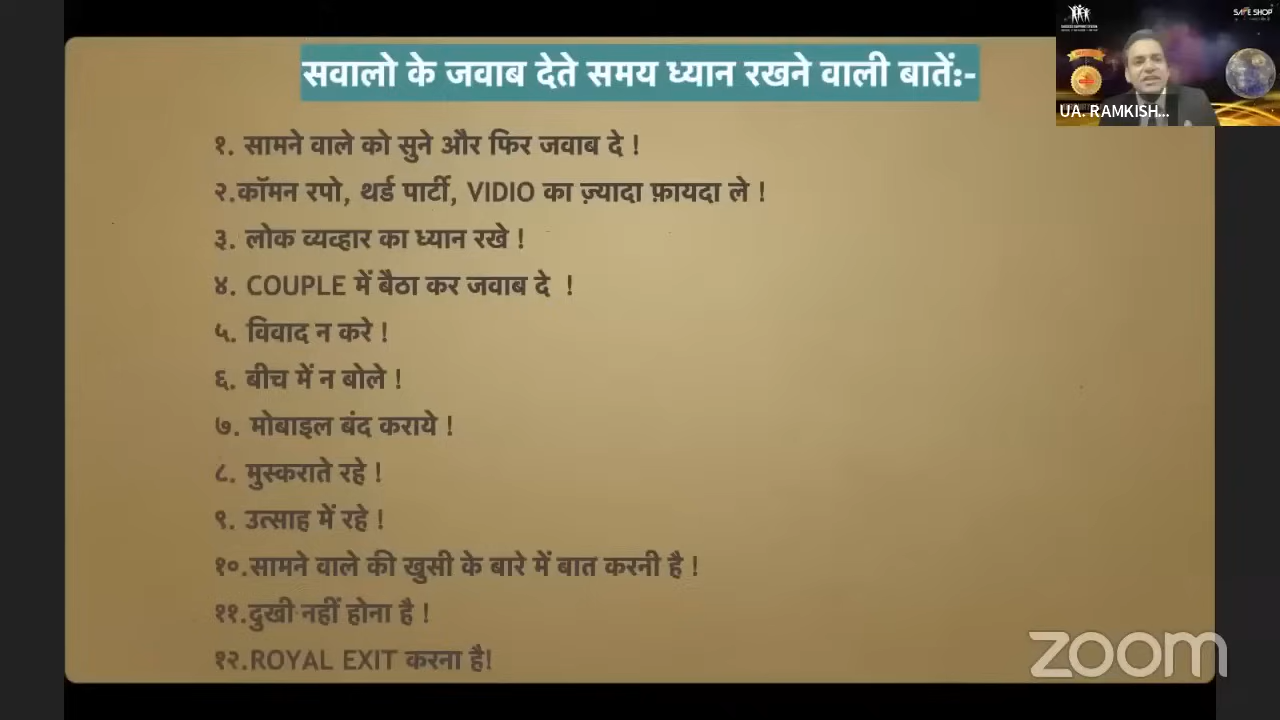 सवालो के जवाब देते समय ध्यान रखने वाली बातें:-
१. सामने वाले को सुने और फिर जवाब दे !
२.कॉमन रपो, थर्ड पार्टी, VIDIO का ज़्यादा फ़ायदा ले !
३. लोक व्यव्हार का ध्यान रखे !
४. COUPLE में बैठा कर जवाब दे !
५. विवाद न करे !
६. बीच में न बोले !
७. मोबाइल बंद कराये !
८. मुस्कराते रहे !
९. उत्साह में रहे !
१०.सामने वाले की खुसी के बारे में बात करनी है !
११.दुखी नहीं होना है !
१२.ROYAL EXIT करना है!
SAFE SHOP
UA. RAMKISH...
zoom